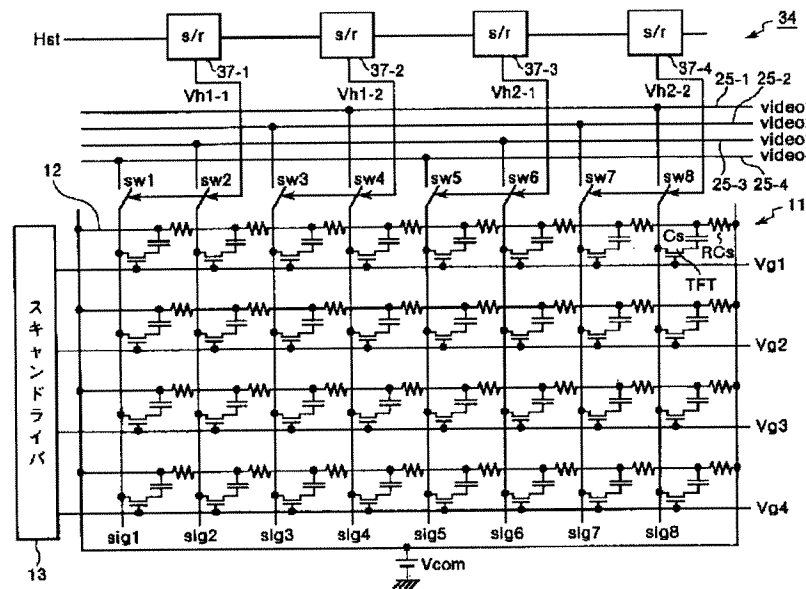 Hst s/r s/r s/r s/r 34
37-1 37-2 37-3 37-4
Vh1-1 Vh1-2 Vh2-1 Vh2-2 25-1 25-2
video
video
video
video
25-3 25-4
12 sw1 sw2 sw3 sw4 sw5 sw6 sw7 sw8
11
Cs RCs
TFT
Vg1
スキャンドライバ
Vg2
Vg3
Vg4
sig1 sig2 sig3 sig4 sig5 sig6 sig7 sig8
13
Vcom